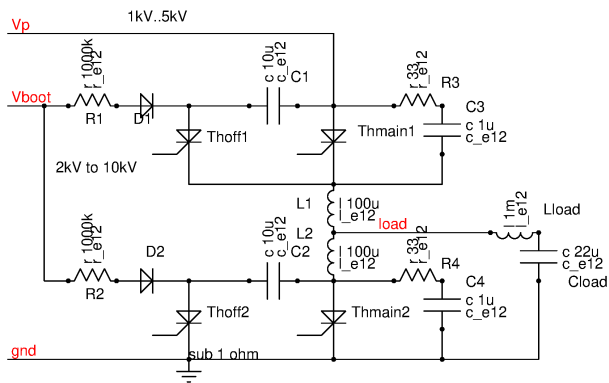 1kV..5kV
Vp
r 1000k
r_e12
c 10u
c_e12
C1
r 33
r_e12
R3
Vboot
R1
D1
C3
c 1u
c_e12
Thoff1
Thmain1
2kV to 10kV
L1
l 100u
l_e12
l 1m
l_e12
Lload
load
L2
l 100u
l_e12
r 1000k
r_e12
D2
c 10u
c_e12
C2
r 33
r_e12
R4
c 22u
c_e12
Cload
R2
C4
c 1u
c_e12
Thoff2
Thmain2
gnd
sub 1 ohm